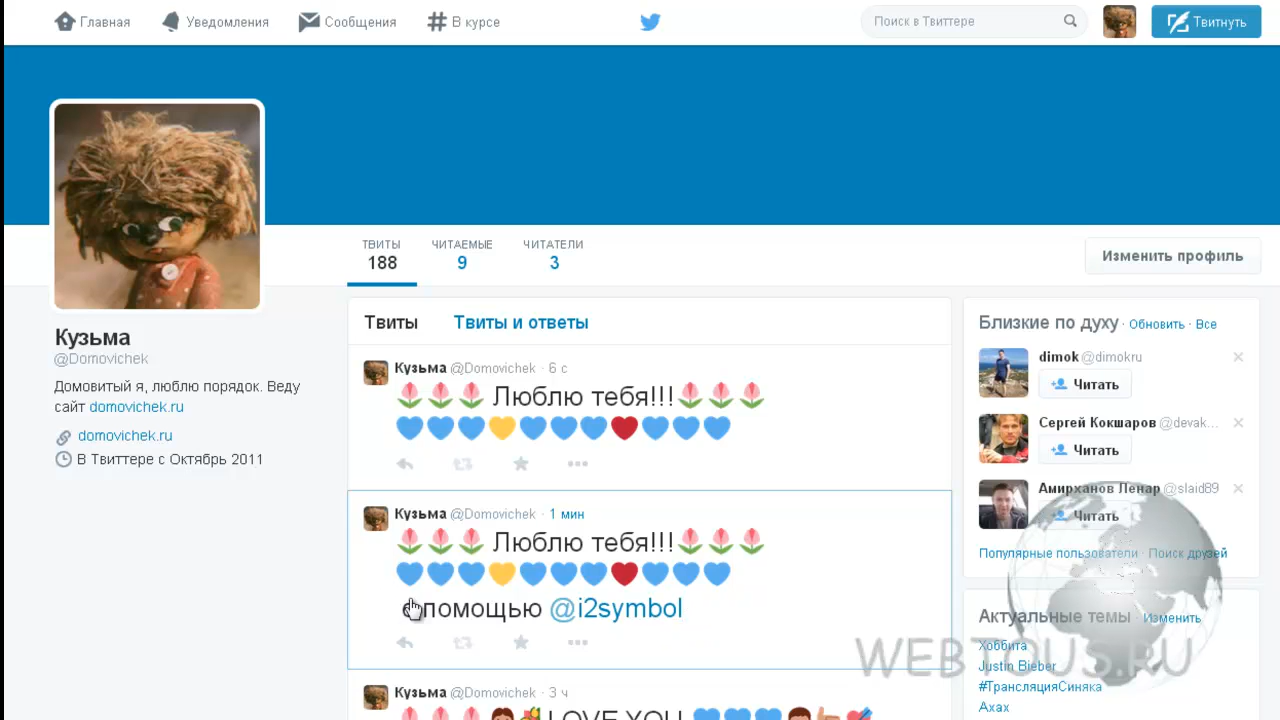 Главная Уведомления Сообщения # В курсе Поиск в Твиттере Твитнуть
ТВИТЫ ЧИТАЕМЫЕ ЧИТАТЕЛИ
188 9 3
Изменить профиль
Кузьма
@Domovichek
Домовитый я, люблю порядок. Веду
сайт domovichek.ru
domovichek.ru
В Твиттере с Октябрь 2011
Твиты Твиты и ответы
Кузьма @Domovichek · 6 с
Люблю тебя!!!
Кузьма @Domovichek · 1 мин
Люблю тебя!!!
с помощью @i2symbol
Кузьма @Domovichek · 3 ч
I LOVE YOU
Близкие по духу · Обновить · Все
dimok @dimokru
Читать
Сергей Кокшаров @devak...
Читать
Амирханов Ленар @slaid89
Читать
Популярные пользователи · Поиск друзей
Актуальные темы · Изменить
Хоббита
Justin Bieber
#ТрансляцияСиняка
Ахах
WEBTOUS.RU